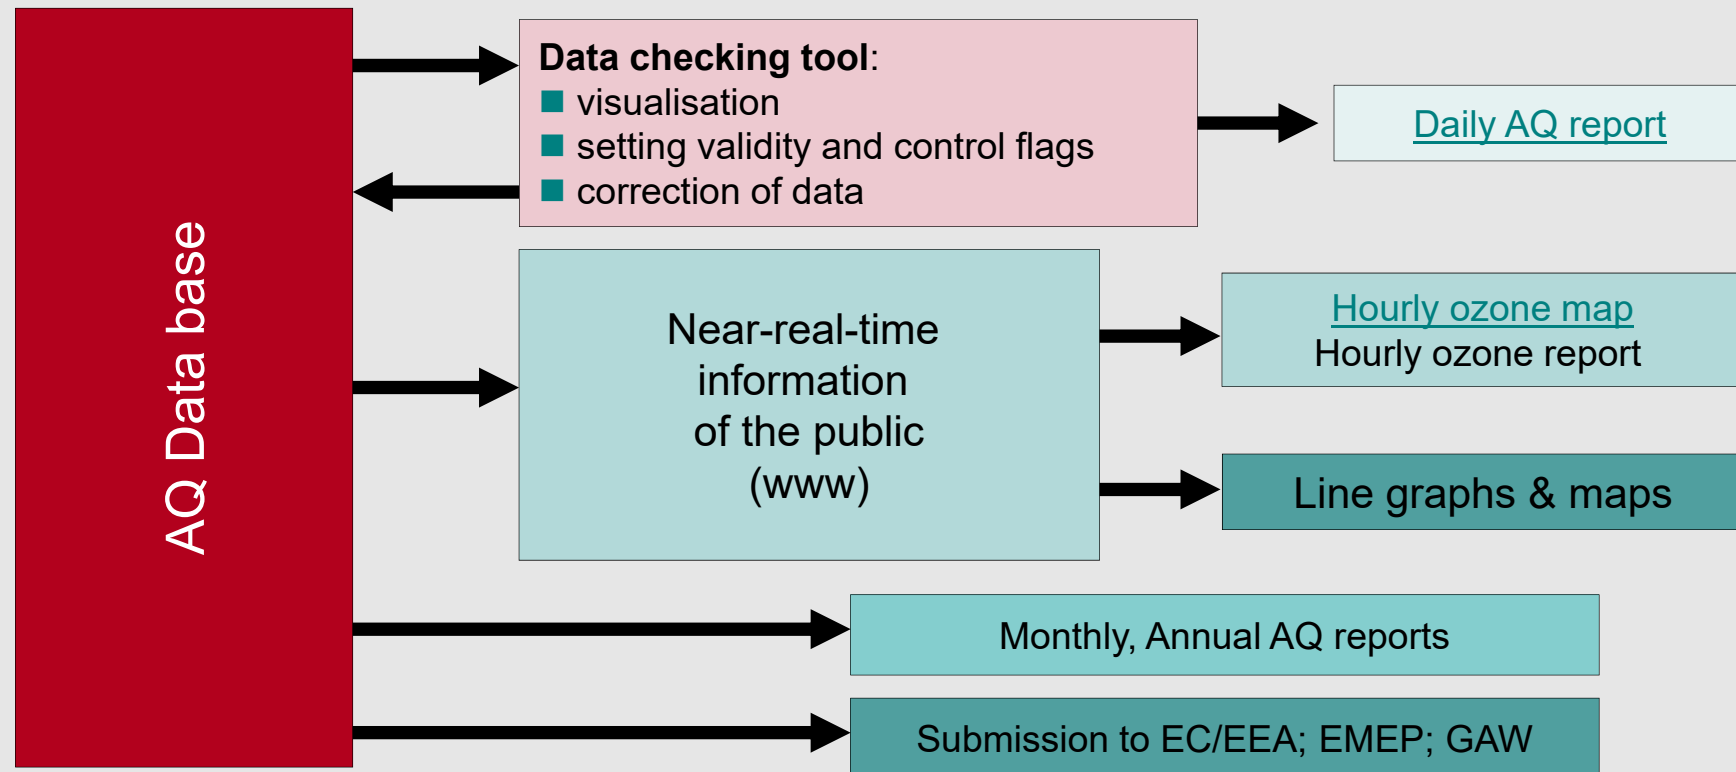 AQ Data base
Data checking tool:
visualisation
setting validity and control flags
correction of data
Daily AQ report
Near-real-time
information
of the public
(www)
Hourly ozone map
Hourly ozone report
Line graphs & maps
Monthly, Annual AQ reports
Submission to EC/EEA; EMEP; GAW